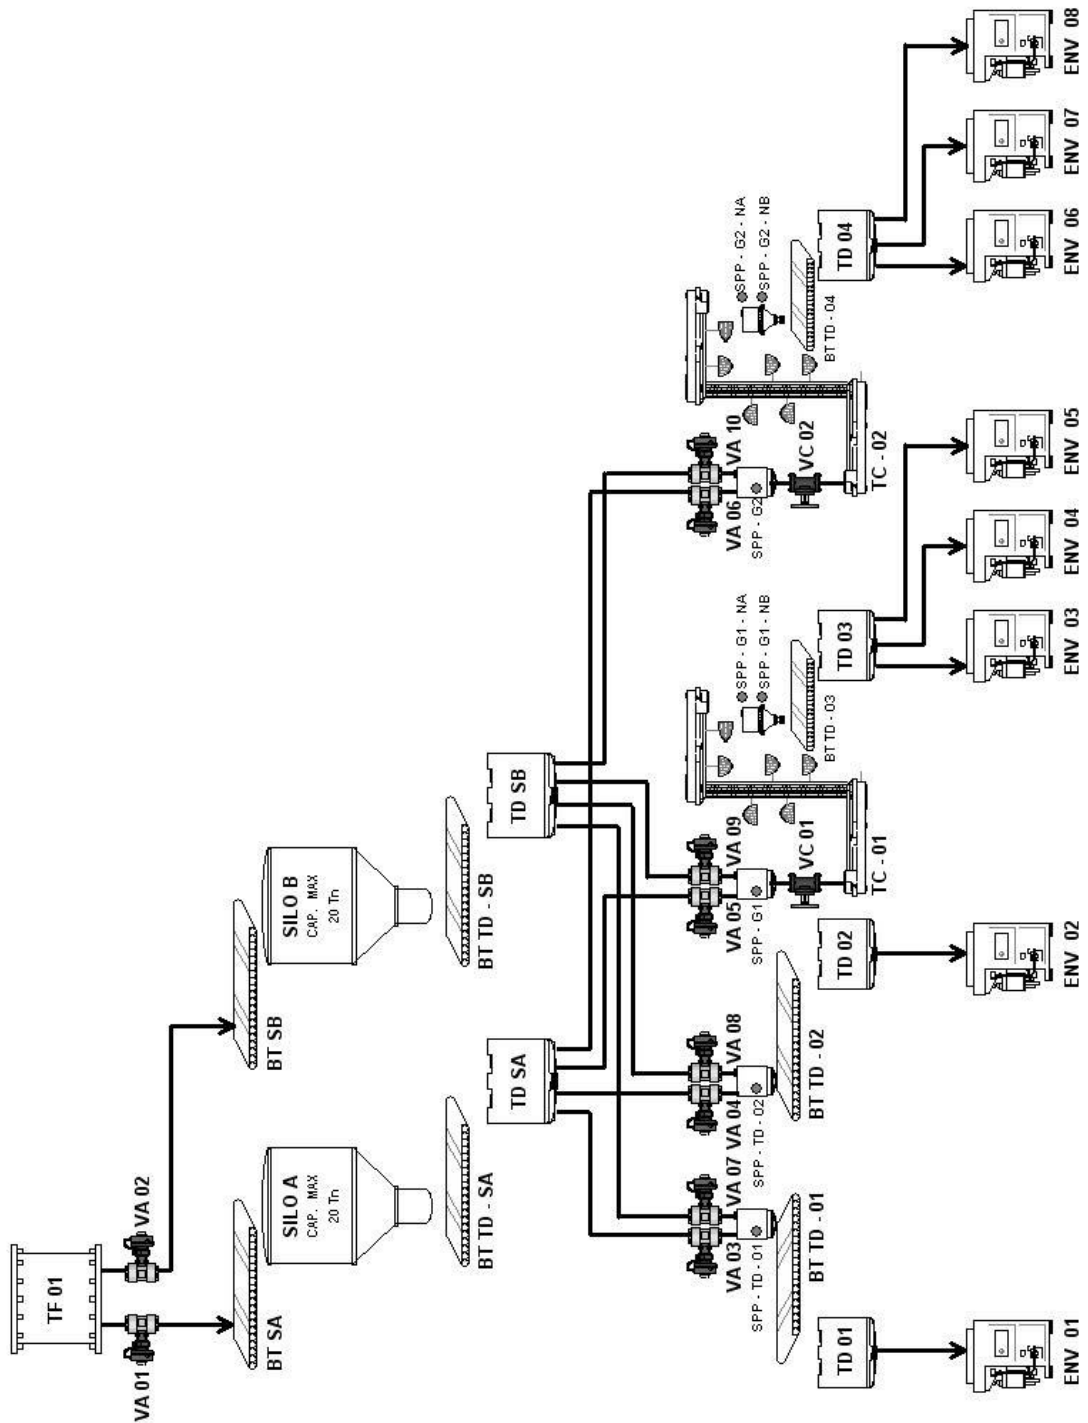 TF 01
VA 01
VA 02
BT SA
BT SB
SILO A
CAP. MAX
20 Tn
SILO B
CAP. MAX
20 Tn
BT TD - SA
BT TD - SB
TD SA
TD SB
VA 03
VA 07
VA 04
VA 08
VA 05
VA 09
VA 06
VA 10
SPP - TD - 01
SPP - TD - 02
SPP - G1
SPP - G2
SPP - G1 - NA
SPP - G1 - NB
SPP - G2 - NA
SPP - G2 - NB
BT TD - 01
BT TD - 02
VC 01
VC 02
BT TD - 03
BT TD - 04
TC - 01
TC - 02
TD 01
TD 02
TD 03
TD 04
ENV 01
ENV 02
ENV 03
ENV 04
ENV 05
ENV 06
ENV 07
ENV 08